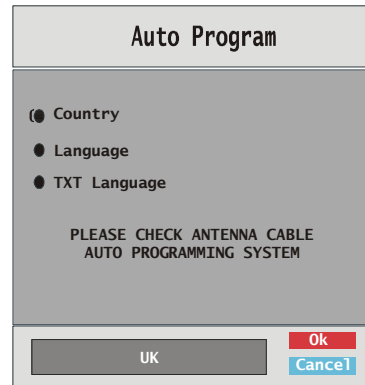 Auto Program
Country
Language
TXT Language
PLEASE CHECK ANTENNA CABLE
AUTO PROGRAMMING SYSTEM
UK
Ok
Cancel